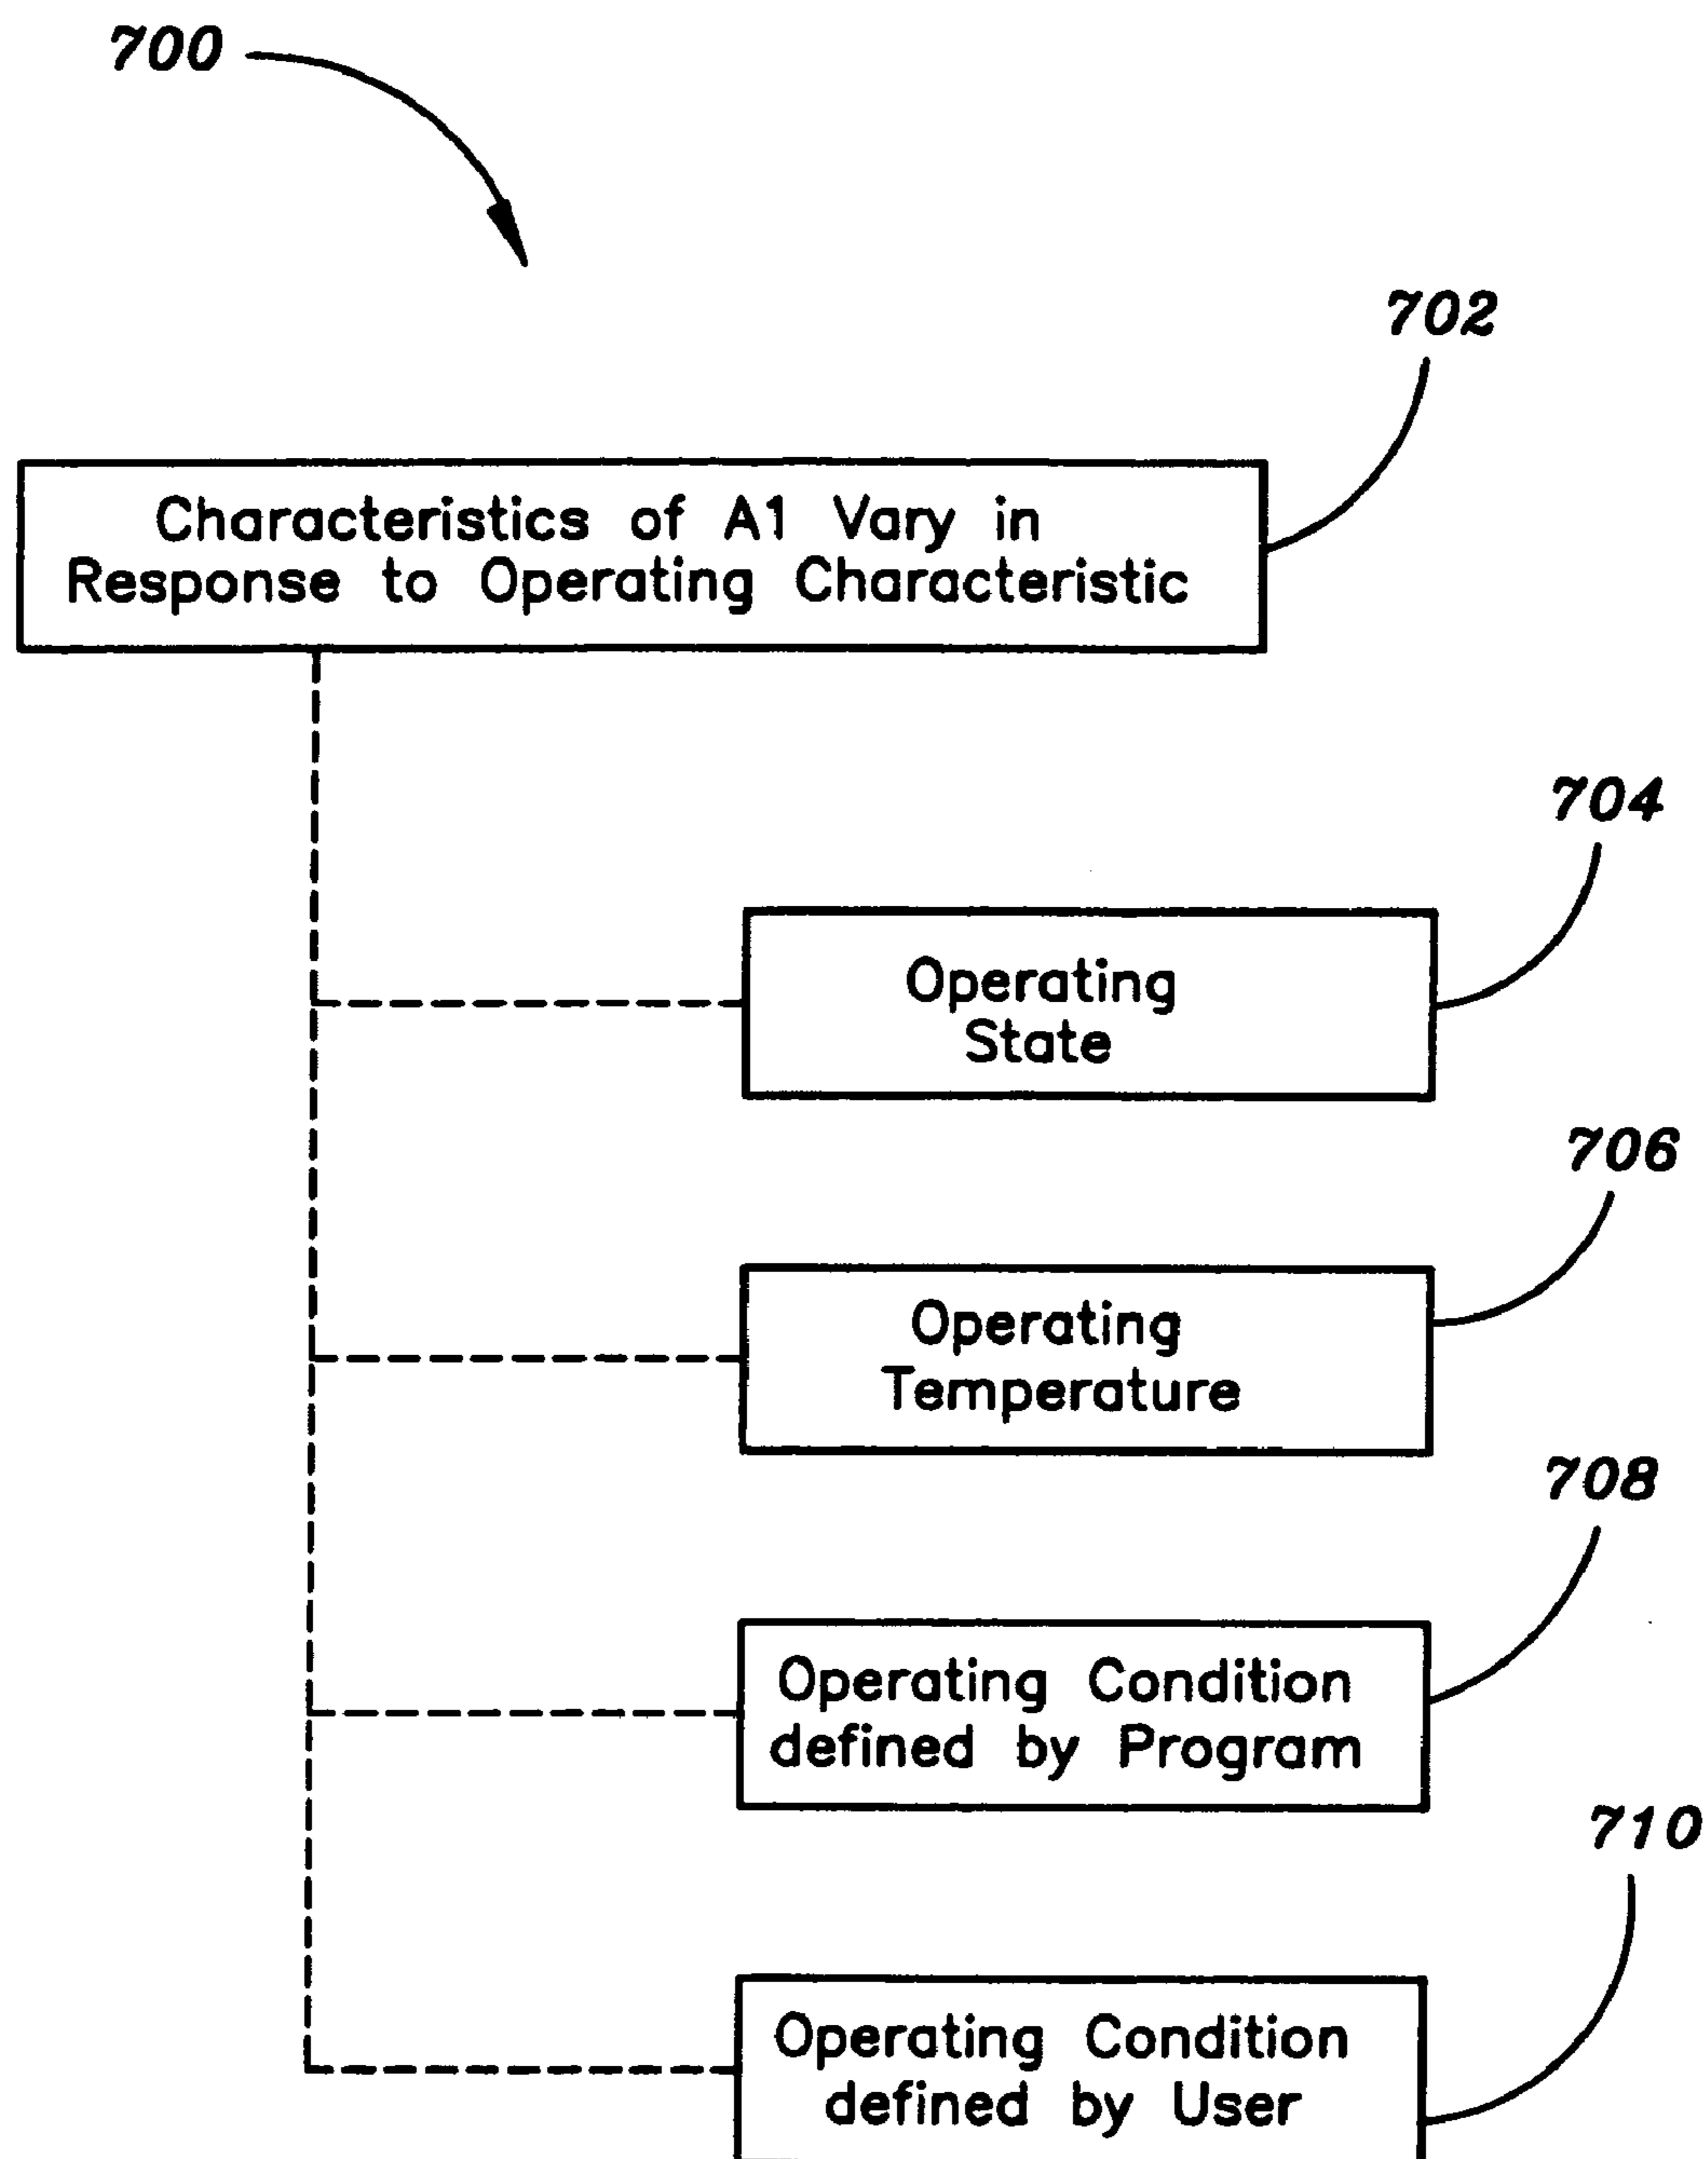 700
702
Characteristics of A1 Vary in
Response to Operating Characteristic
704
Operating
State
706
Operating
Temperature
708
Operating Condition
defined by Program
710
Operating Condition
defined by User